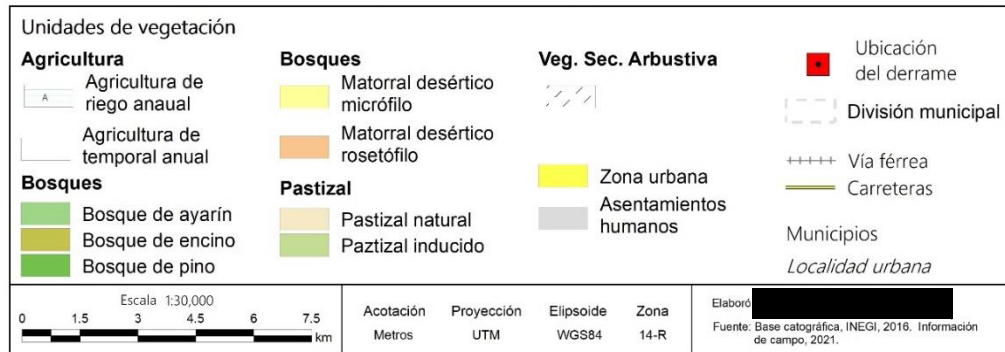 Unidades de vegetación
Agricultura
A
Agricultura de
riego anaual
Agricultura de
temporal anual
Bosques
Bosque de ayarín
Bosque de encino
Bosque de pino
Bosques
Matorral desértico
micrófilo
Matorral desértico
rosetófilo
Pastizal
Pastizal natural
Paztizal inducido
Veg. Sec. Arbustiva
Zona urbana
Asentamientos
humanos
Ubicación
del derrame
División municipal
Vía férrea
Carreteras
Municipios
Localidad urbana
Escala 1:30,000
0 1.5 3 4.5 6 7.5
km
Acotación Proyección Elipsoide Zona
Metros UTM WGS84 14-R
Elaboró
Fuente: Base catográfica, INEGI, 2016. Información
de campo, 2021.